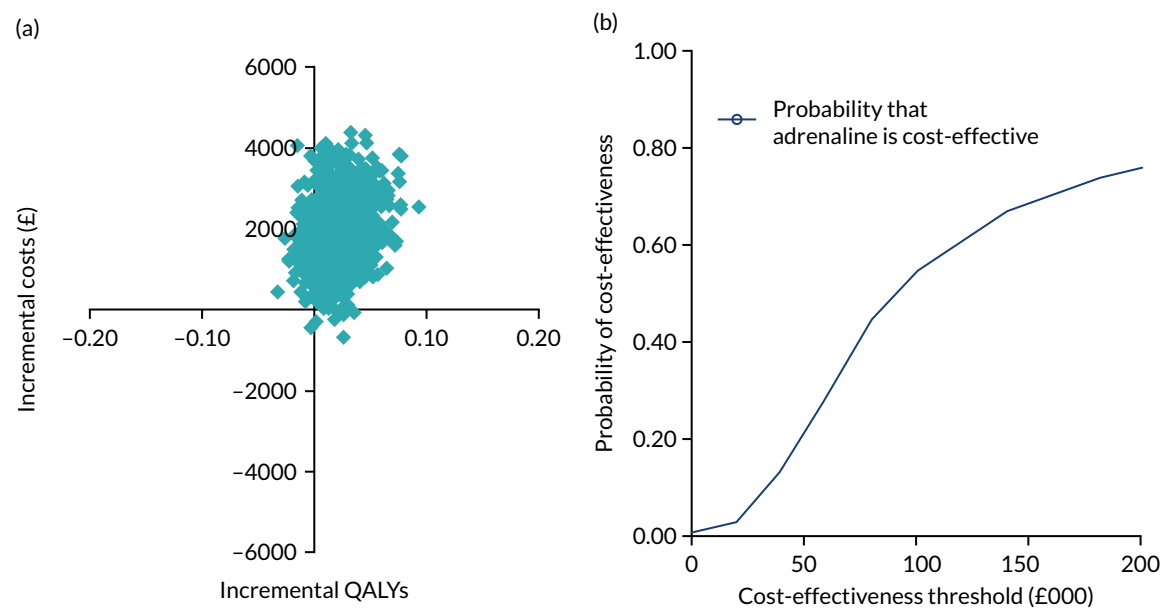 (a)
6000
4000
2000
−0.20
−0.10
0.10
0.20
−2000
−4000
−6000
Incremental costs (£)
Incremental QALYs
(b)
1.00
0.80
0.60
0.40
0.20
0.00
Probability that
adrenaline is cost-effective
Probability of cost-effectiveness
0
50
100
150
200
Cost-effectiveness threshold (£000)